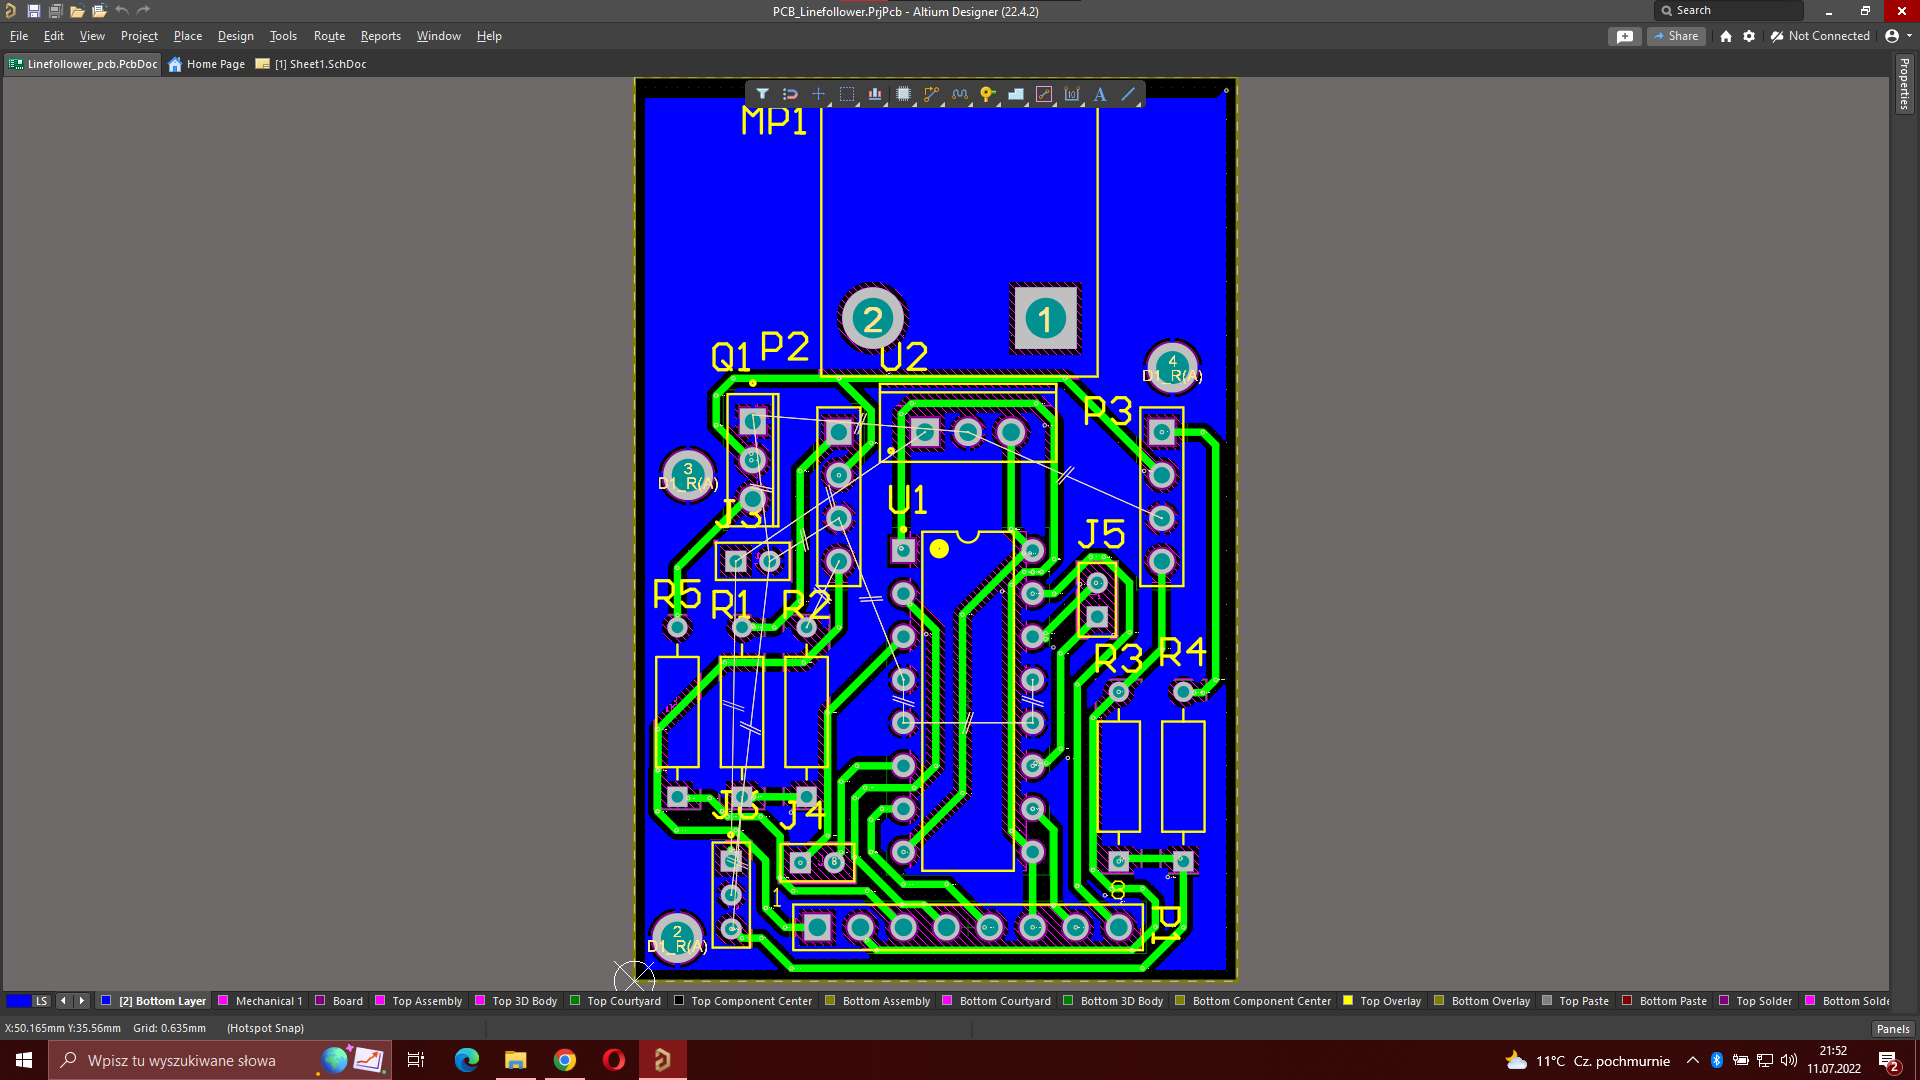 PCB_Linefollower.PrjPcb - Altium Designer (22.4.2)
Search
File Edit View Project Place Design Tools Route Reports Window Help
Share
Not Connected
Linefollower_pcb.PcbDoc
Home Page
[1] Sheet1.SchDoc
Properties
MP1
2
1
Q1
P2
U2
4
D1_R(A)
P3
3
D1_R(A)
J3
U1
J5
R5
R1
R2
R3
R4
J6
J4
8
1
8
P1
2
D1_R(A)
LS
[2] Bottom Layer
Mechanical 1
Board
Top Assembly
Top 3D Body
Top Courtyard
Top Component Center
Bottom Assembly
Bottom Courtyard
Bottom 3D Body
Bottom Component Center
Top Overlay
Bottom Overlay
Top Paste
Bottom Paste
Top Solder
Bottom Solde
X:50.165mm Y:35.56mm Grid: 0.635mm (Hotspot Snap)
Panels
Wpisz tu wyszukiwane słowa
11°C Cz. pochmurnie
21:52
11.07.2022
2